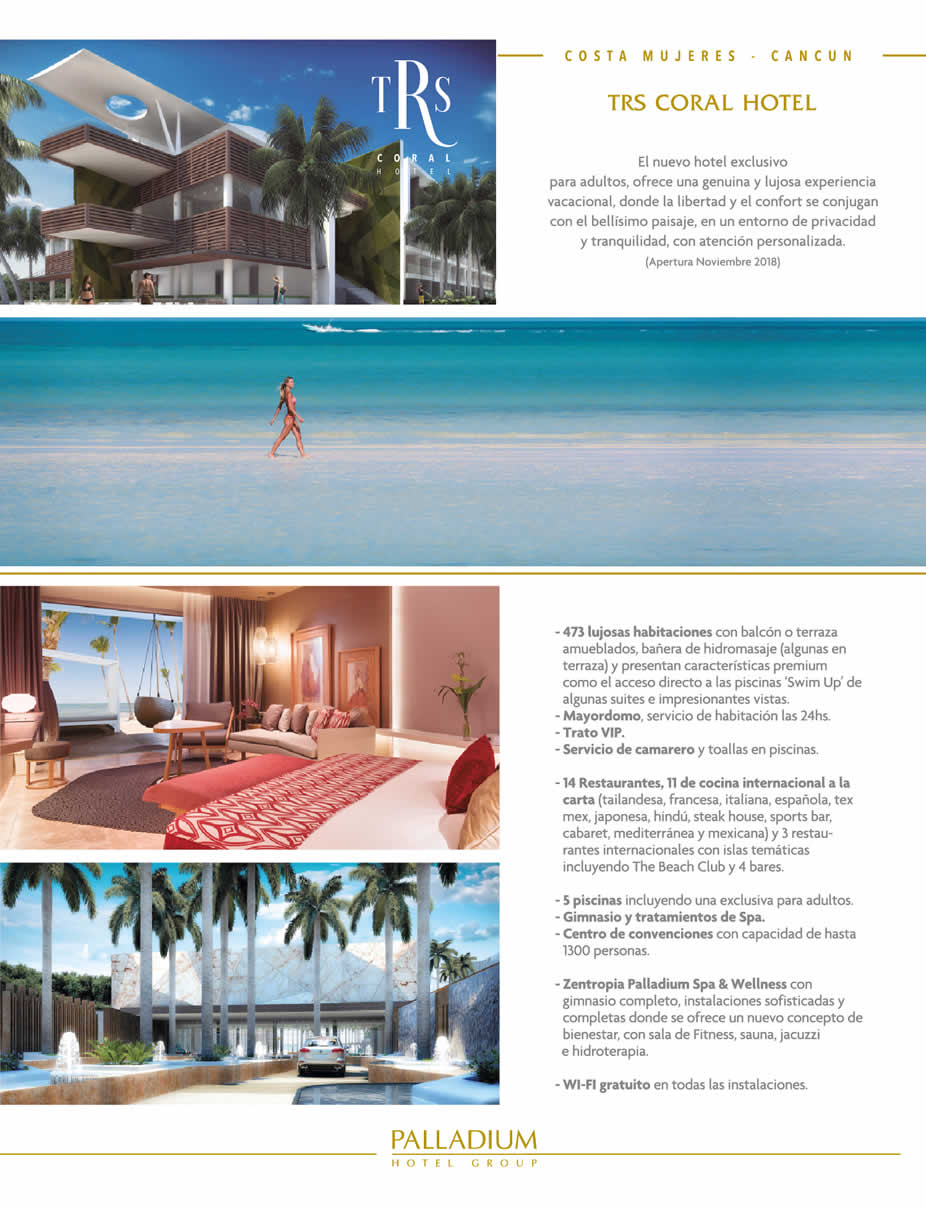 COSTA MUJERES - CANCUN
TRS CORAL HOTEL
TRS
CORAL
HOTEL
El nuevo hotel exclusivo
para adultos, ofrece una genuina y lujosa experiencia
vacacional, donde la libertad y el confort se conjugan
con el bellísimo paisaje, en un entorno de privacidad
y tranquilidad, con atención personalizada.
(Apertura Noviembre 2018)
- 473 lujosas habitaciones con balcón o terraza
amueblados, bañera de hidromasaje (algunas en
terraza) y presentan características premium
como el acceso directo a las piscinas ‘Swim Up’ de
algunas suites e impresionantes vistas.
- Mayordomo, servicio de habitación las 24hs.
- Trato VIP.
- Servicio de camarero y toallas en piscinas.
- 14 Restaurantes, 11 de cocina internacional a la
carta (tailandesa, francesa, italiana, española, tex
mex, japonesa, hindú, steak house, sports bar,
cabaret, mediterránea y mexicana) y 3 restau-
rantes internacionales con islas temáticas
incluyendo The Beach Club y 4 bares.
- 5 piscinas incluyendo una exclusiva para adultos.
- Gimnasio y tratamientos de Spa.
- Centro de convenciones con capacidad de hasta
1300 personas.
- Zentropia Palladium Spa & Wellness con
gimnasio completo, instalaciones sofisticadas y
completas donde se ofrece un nuevo concepto de
bienestar, con sala de Fitness, sauna, jacuzzi
e hidroterapia.
- WI-FI gratuito en todas las instalaciones.
PALLADIUM
HOTEL GROUP